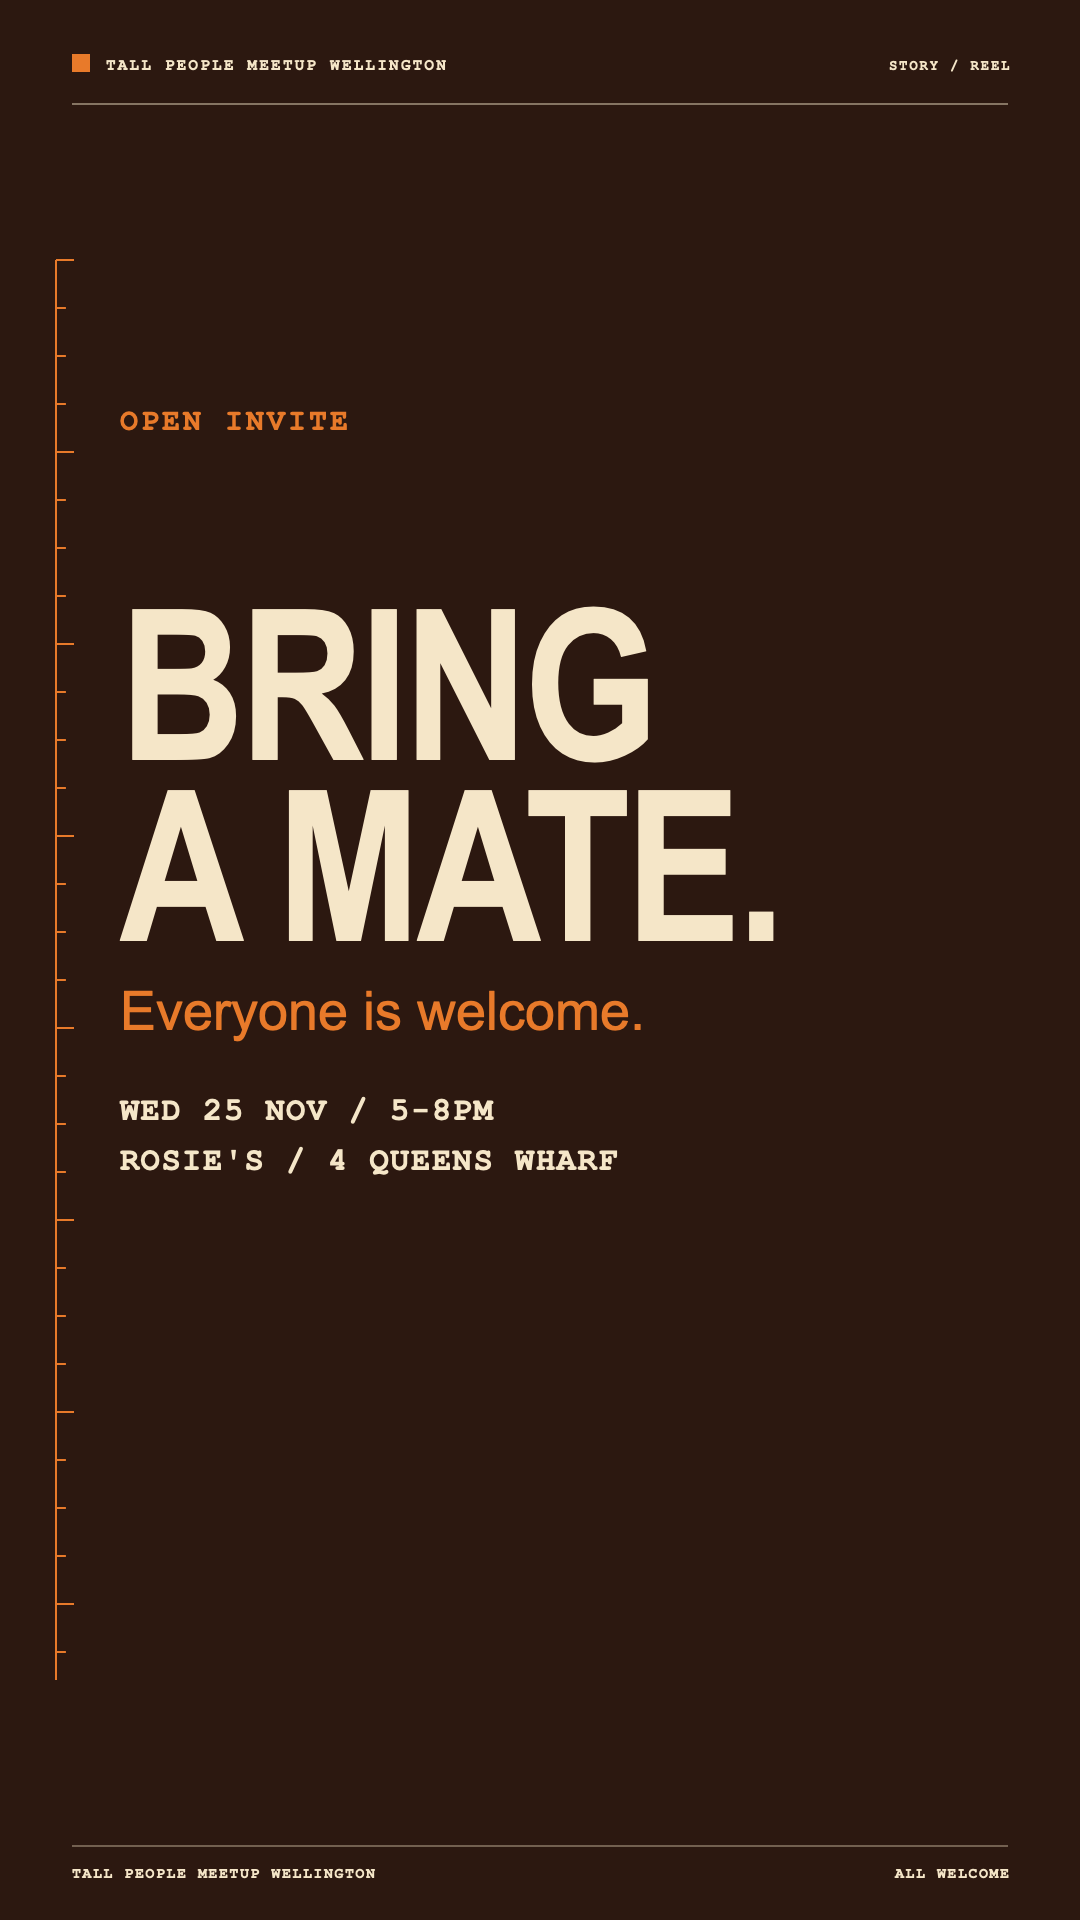 TALL PEOPLE MEETUP WELLINGTON
STORY / REEL
OPEN INVITE
BRING
A MATE.
Everyone is welcome.
WED 25 NOV / 5-8PM
ROSIE'S / 4 QUEENS WHARF
TALL PEOPLE MEETUP WELLINGTON
ALL WELCOME